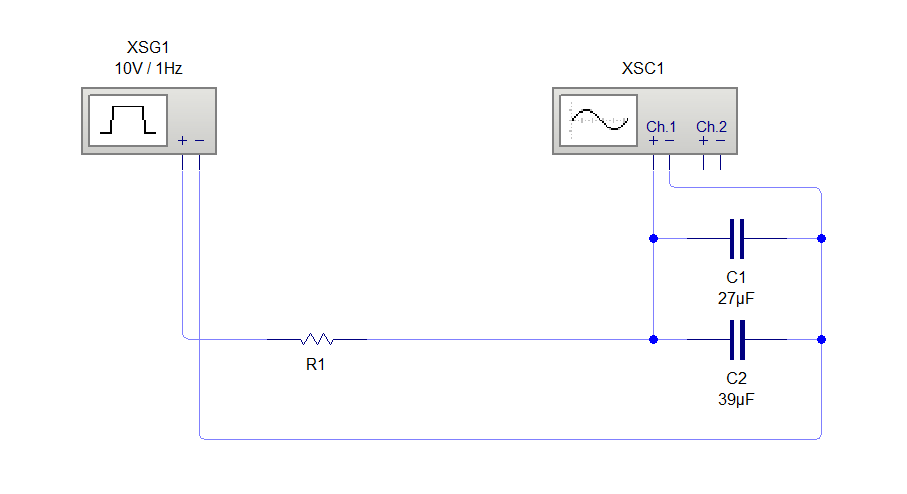 XSG1
10V / 1Hz
XSC1
Ch.1 Ch.2
+ −
+ − + −
C1
27µF
R1
C2
39µF